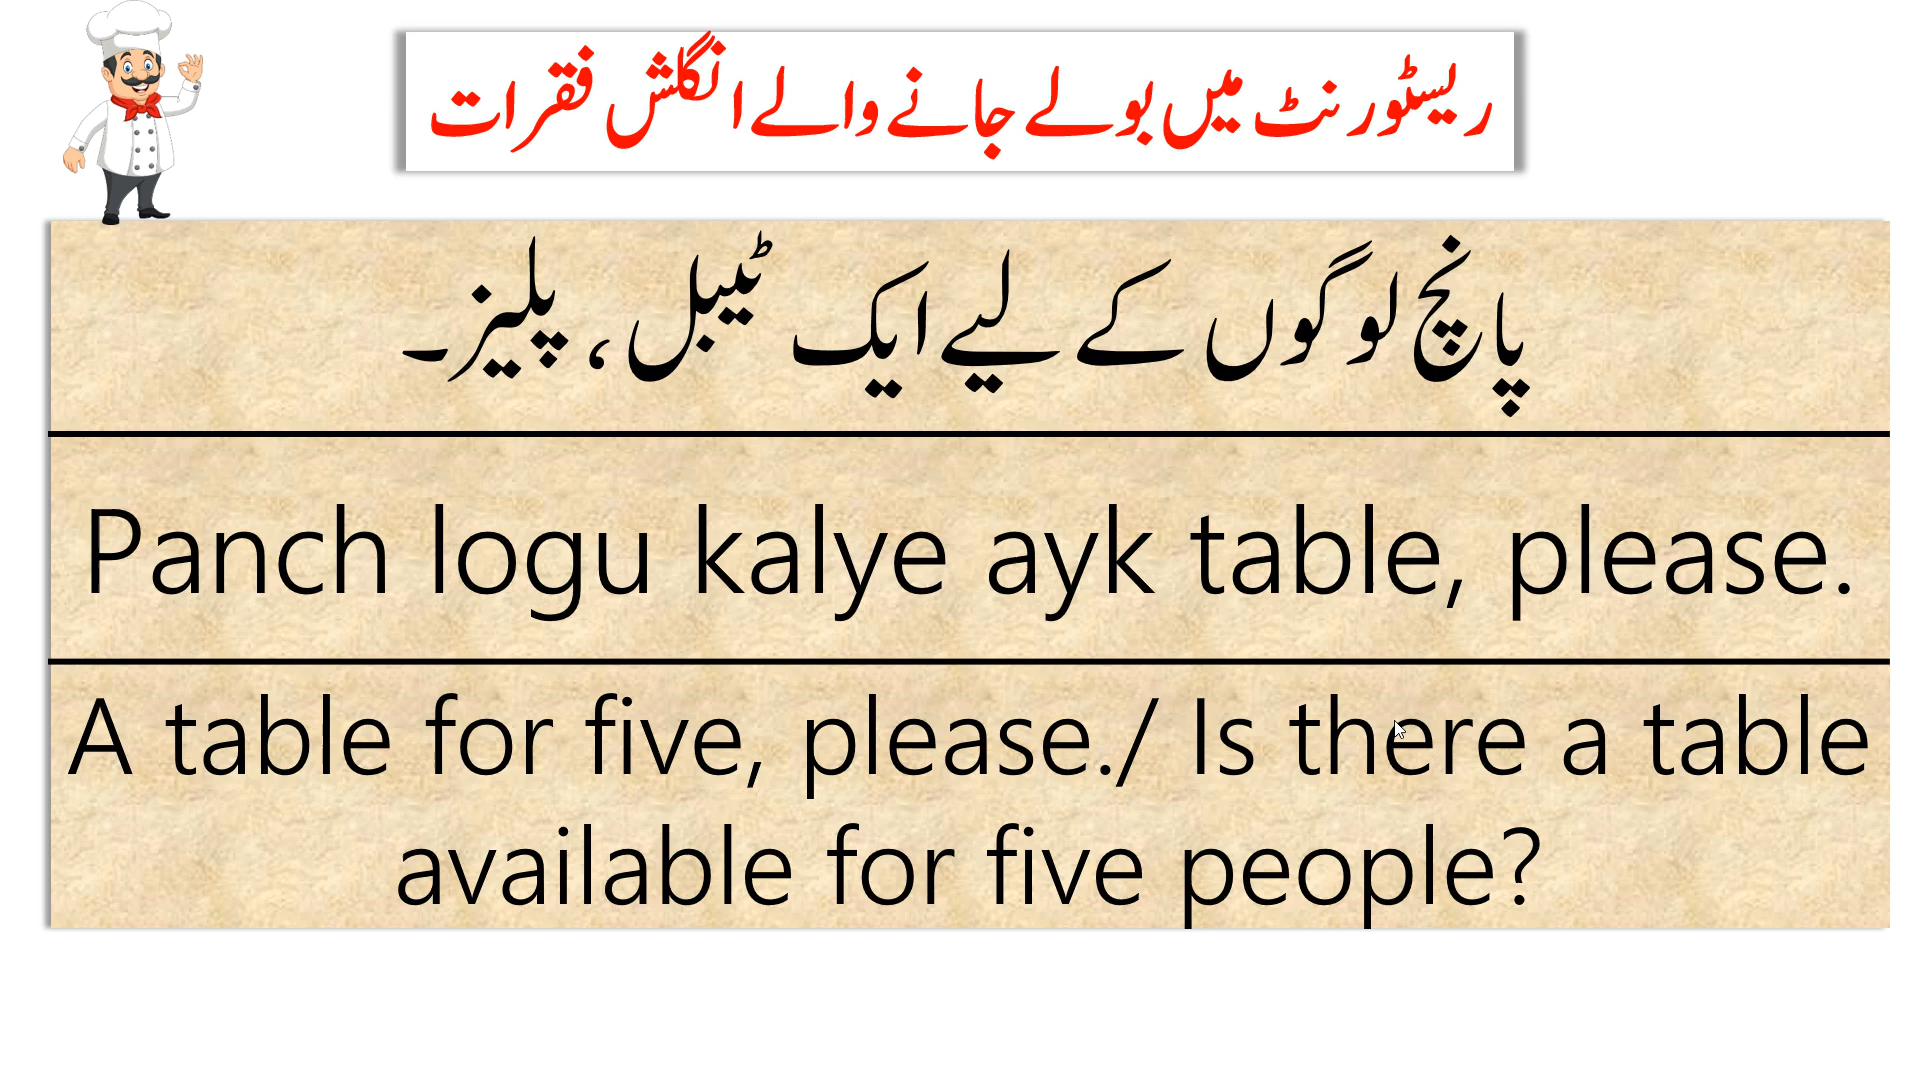 ریسٹورنٹ میں بولے جانے والے انگلش فقرات
پانچ لوگوں کے لیے ایک ٹیبل، پلیز۔
Panch logu kalye ayk table, please.
A table for five, please./ Is there a table
available for five people?